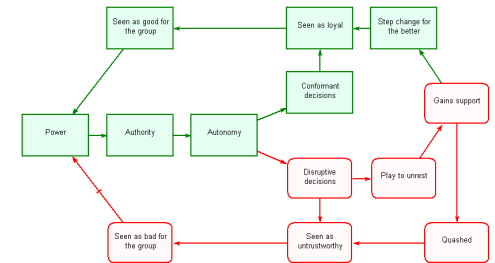 Seen as good for
the group
Seen as loyal
Step change for
the better
Conformant
decisions
Gains support
Power
Authority
Autonomy
Disruptive
decisions
Play to unrest
Seen as bad for
the group
Seen as
untrustworthy
Quashed